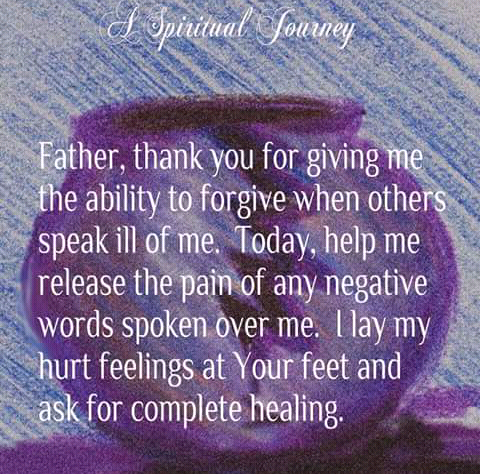 A Spiritual Journey
Father, thank you for giving me
the ability to forgive when others
speak ill of me. Today, help me
release the pain of any negative
words spoken over me. I lay my
hurt feelings at Your feet and
ask for complete healing.